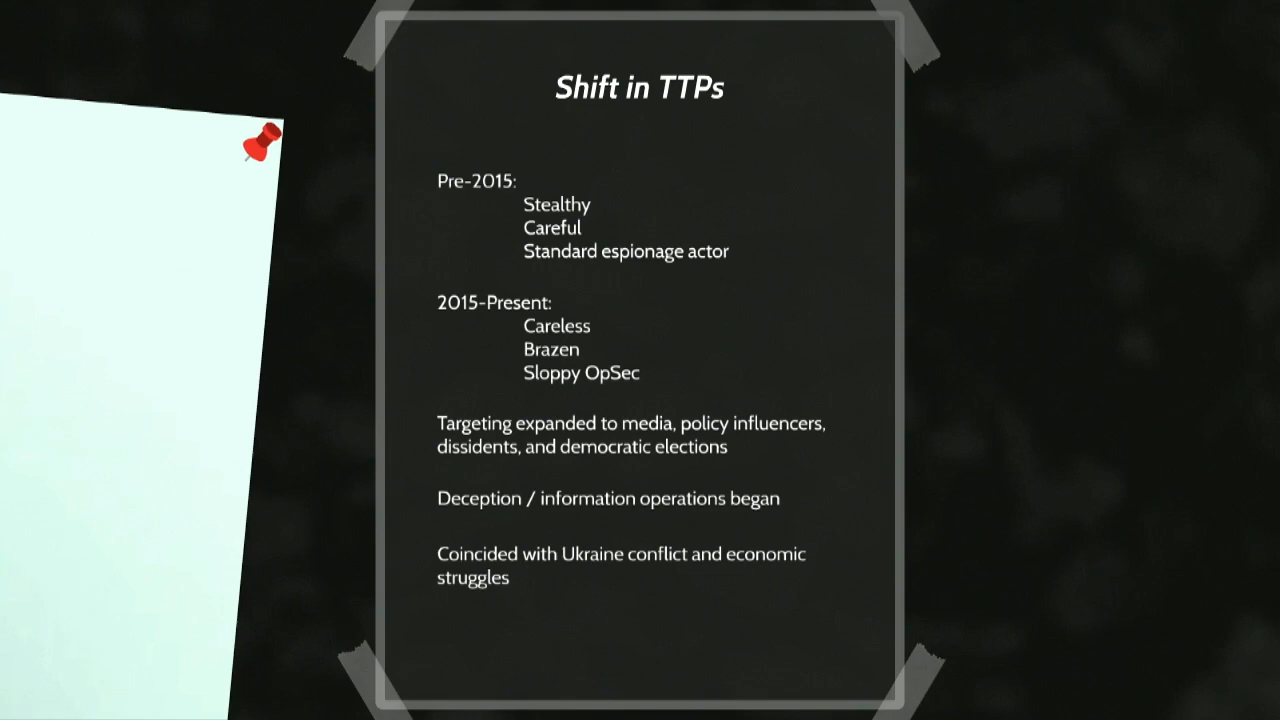 Shift in TTPs
Pre-2015:
Stealthy
Careful
Standard espionage actor
2015-Present:
Careless
Brazen
Sloppy OpSec
Targeting expanded to media, policy influencers,
dissidents, and democratic elections
Deception / information operations began
Coincided with Ukraine conflict and economic
struggles